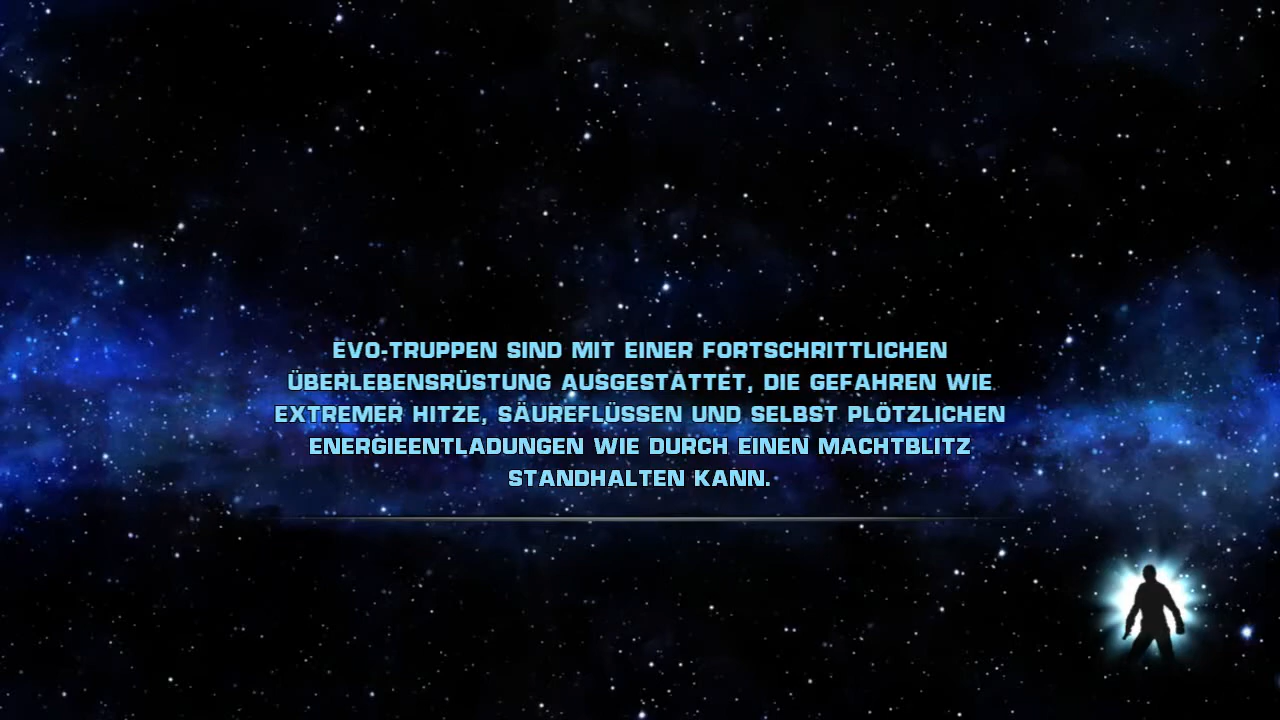 EVO-TRUPPEN SIND MIT EINER FORTSCHRITTLICHEN
ÜBERLEBENSRÜSTUNG AUSGESTATTET, DIE GEFAHREN WIE
EXTREMER HITZE, SÄUREFLÜSSEN UND SELBST PLÖTZLICHEN
ENERGIEENTLADUNGEN WIE DURCH EINEN MACHTBLITZ
STANDHALTEN KANN.